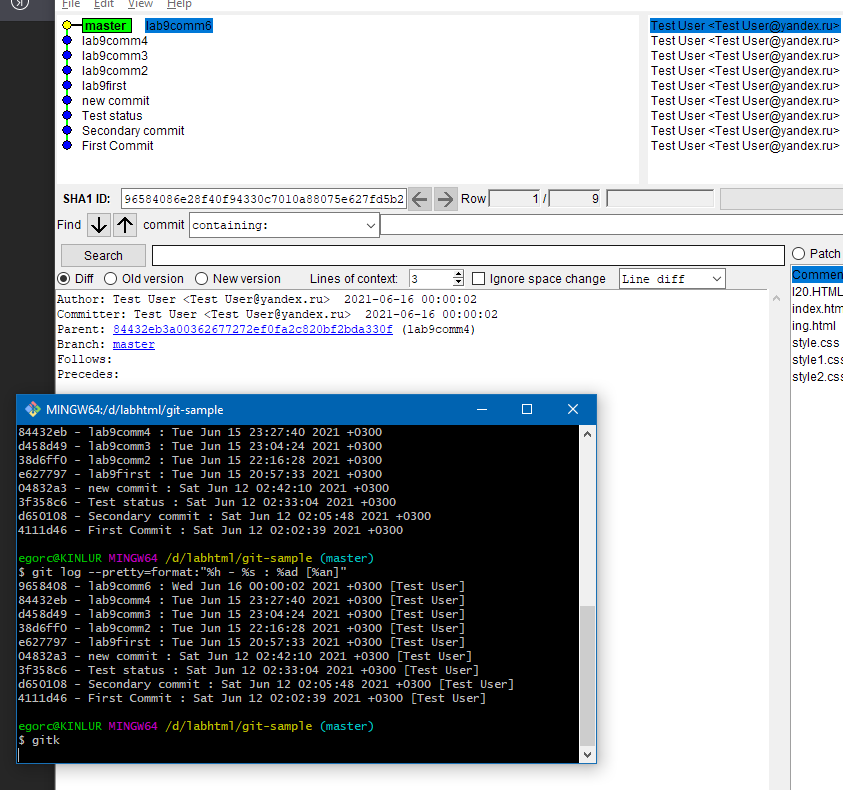 File Edit View Help
master lab9comm6
lab9comm4
lab9comm3
lab9comm2
lab9first
new commit
Test status
Secondary commit
First Commit
Test User <Test User@yandex.ru>
Test User <Test User@yandex.ru>
Test User <Test User@yandex.ru>
Test User <Test User@yandex.ru>
Test User <Test User@yandex.ru>
Test User <Test User@yandex.ru>
Test User <Test User@yandex.ru>
Test User <Test User@yandex.ru>
Test User <Test User@yandex.ru>
SHA1 ID: 96584086e28f40f94330c7010a88075e627fd5b2 Row 1 / 9
Find commit containing:
Search
Diff Old version New version Lines of context: 3 Ignore space change Line diff
Author: Test User <Test User@yandex.ru> 2021-06-16 00:00:02
Committer: Test User <Test User@yandex.ru> 2021-06-16 00:00:02
Parent: 84432eb3a00362677272ef0fa2c820bf2bda330f (lab9comm4)
Branch: master
Follows:
Precedes:
Patch
Commen
l20.HTML
index.htm
ing.html
style.css
style1.css
style2.css
MINGW64:/d/labhtml/git-sample
84432eb - lab9comm4 : Tue Jun 15 23:27:40 2021 +0300
d458d49 - lab9comm3 : Tue Jun 15 23:04:24 2021 +0300
38d6ff0 - lab9comm2 : Tue Jun 15 22:16:28 2021 +0300
e627797 - lab9first : Tue Jun 15 20:57:33 2021 +0300
04832a3 - new commit : Sat Jun 12 02:42:10 2021 +0300
3f358c6 - Test status : Sat Jun 12 02:33:04 2021 +0300
d650108 - Secondary commit : Sat Jun 12 02:05:48 2021 +0300
4111d46 - First Commit : Sat Jun 12 02:02:39 2021 +0300
egorc@KINLUR MINGW64 /d/labhtml/git-sample (master)
$ git log --pretty=format:"%h - %s : %ad [%an]"
9658408 - lab9comm6 : Wed Jun 16 00:00:02 2021 +0300 [Test User]
84432eb - lab9comm4 : Tue Jun 15 23:27:40 2021 +0300 [Test User]
d458d49 - lab9comm3 : Tue Jun 15 23:04:24 2021 +0300 [Test User]
38d6ff0 - lab9comm2 : Tue Jun 15 22:16:28 2021 +0300 [Test User]
e627797 - lab9first : Tue Jun 15 20:57:33 2021 +0300 [Test User]
04832a3 - new commit : Sat Jun 12 02:42:10 2021 +0300 [Test User]
3f358c6 - Test status : Sat Jun 12 02:33:04 2021 +0300 [Test User]
d650108 - Secondary commit : Sat Jun 12 02:05:48 2021 +0300 [Test User]
4111d46 - First Commit : Sat Jun 12 02:02:39 2021 +0300 [Test User]
egorc@KINLUR MINGW64 /d/labhtml/git-sample (master)
$ gitk